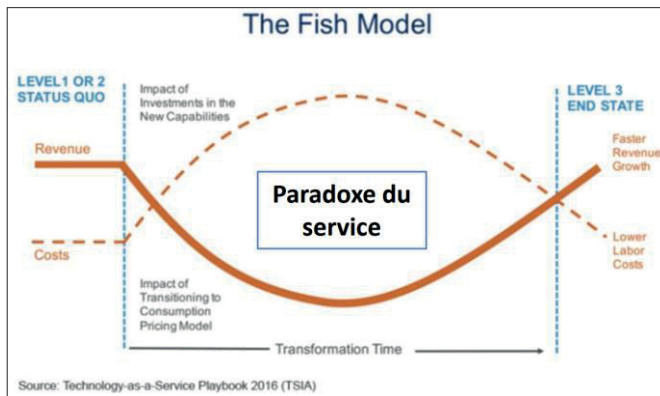 The Fish Model
LEVEL1 OR 2
STATUS QUO
Impact of
Investments in the
New Capabilities
LEVEL 3
END STATE
Revenue
Faster
Revenue
Growth
Paradoxe du
service
Costs
Lower
Labor
Costs
Impact of
Transitioning to
Consumption
Pricing Model
Transformation Time
Source: Technology-as-a-Service Playbook 2016 (TSIA)